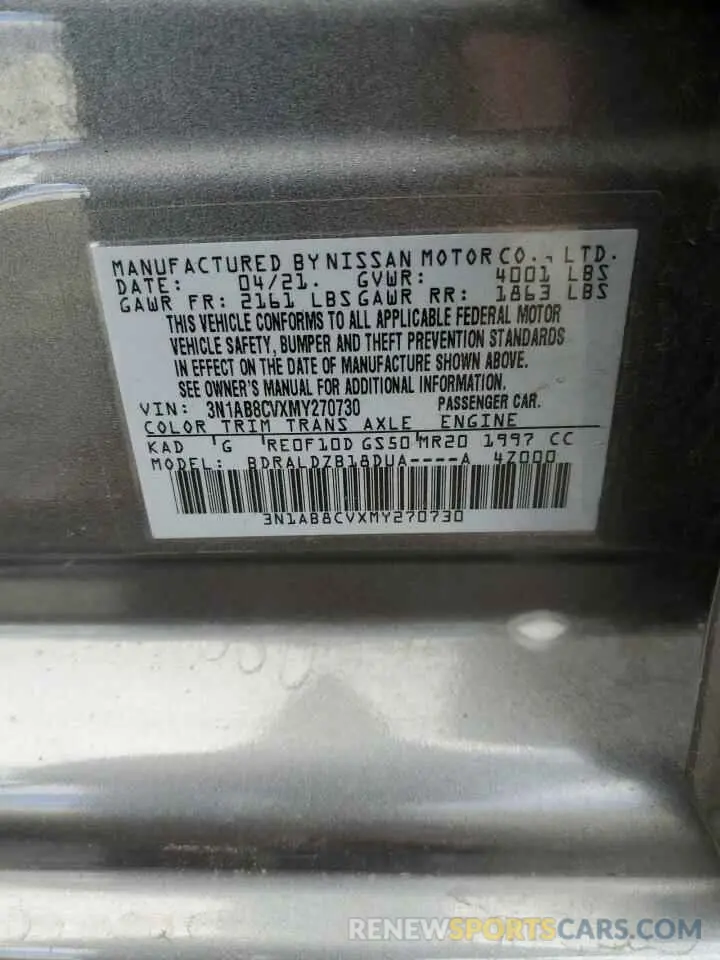 MANUFACTURED BY NISSAN MOTOR CO., LTD.
DATE: 04/21. GVWR: 4001 LBS
GAWR FR: 2161 LBS GAWR RR: 1863 LBS
THIS VEHICLE CONFORMS TO ALL APPLICABLE FEDERAL MOTOR
VEHICLE SAFETY, BUMPER AND THEFT PREVENTION STANDARDS
IN EFFECT ON THE DATE OF MANUFACTURE SHOWN ABOVE.
SEE OWNER'S MANUAL FOR ADDITIONAL INFORMATION.
VIN: 3N1AB8CVXMY270730 PASSENGER CAR.
COLOR TRIM TRANS AXLE ENGINE
KAD 'G 'RE0F10D GS50'MR20 1997 CC
MODEL: BDRALDZB18DUA----A 4Z000
3N1AB8CVXMY270730
RENEWSPORTSCARS.COM